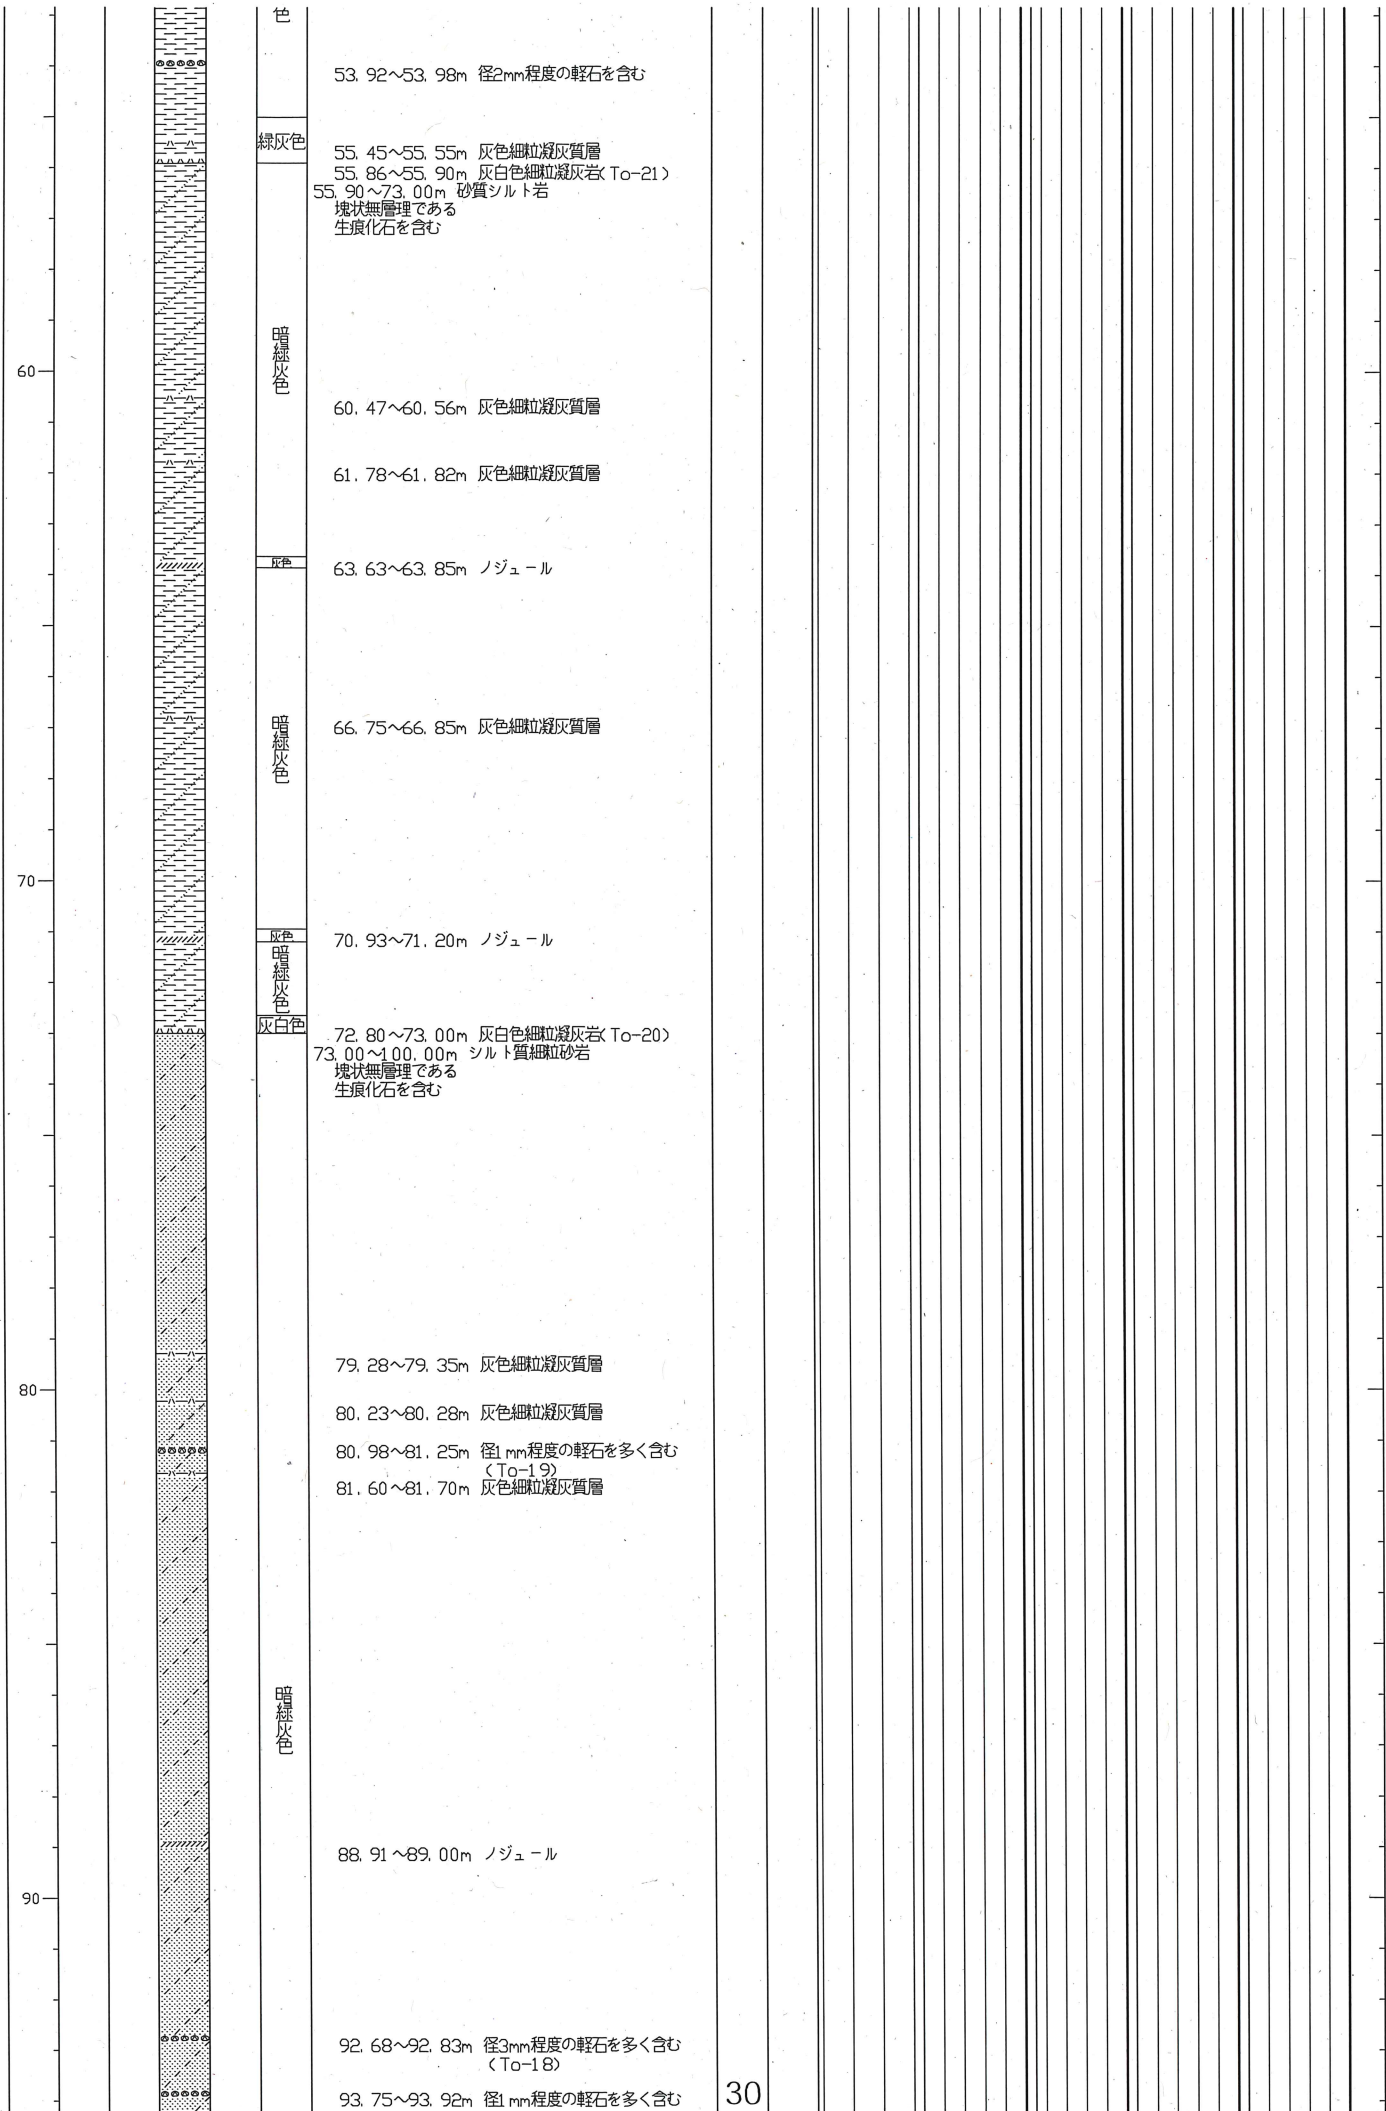 色
53.92～53.98m 径2mm程度の軽石を含む
緑灰色
55.45～55.55m 灰色細粒凝灰質層
55.86～55.90m 灰白色細粒凝灰岩(To-21)
55.90～73.00m 砂質シルト岩
塊状無層理である
生痕化石を含む
暗緑灰色
60
60.47～60.56m 灰色細粒凝灰質層
61.78～61.82m 灰色細粒凝灰質層
灰色
63.63～63.85m ノジュール
暗緑灰色
66.75～66.85m 灰色細粒凝灰質層
70
灰色
70.93～71.20m ノジュール
暗緑灰色
灰白色
72.80～73.00m 灰白色細粒凝灰岩(To-20)
73.00～100.00m シルト質細粒砂岩
塊状無層理である
生痕化石を含む
79.28～79.35m 灰色細粒凝灰質層
80
80.23～80.28m 灰色細粒凝灰質層
80.98～81.25m 径1mm程度の軽石を多く含む
(To-19)
81.60～81.70m 灰色細粒凝灰質層
暗緑灰色
88.91～89.00m ノジュール
90
92.68～92.83m 径3mm程度の軽石を多く含む
(To-18)
93.75～93.92m 径1mm程度の軽石を多く含む
30